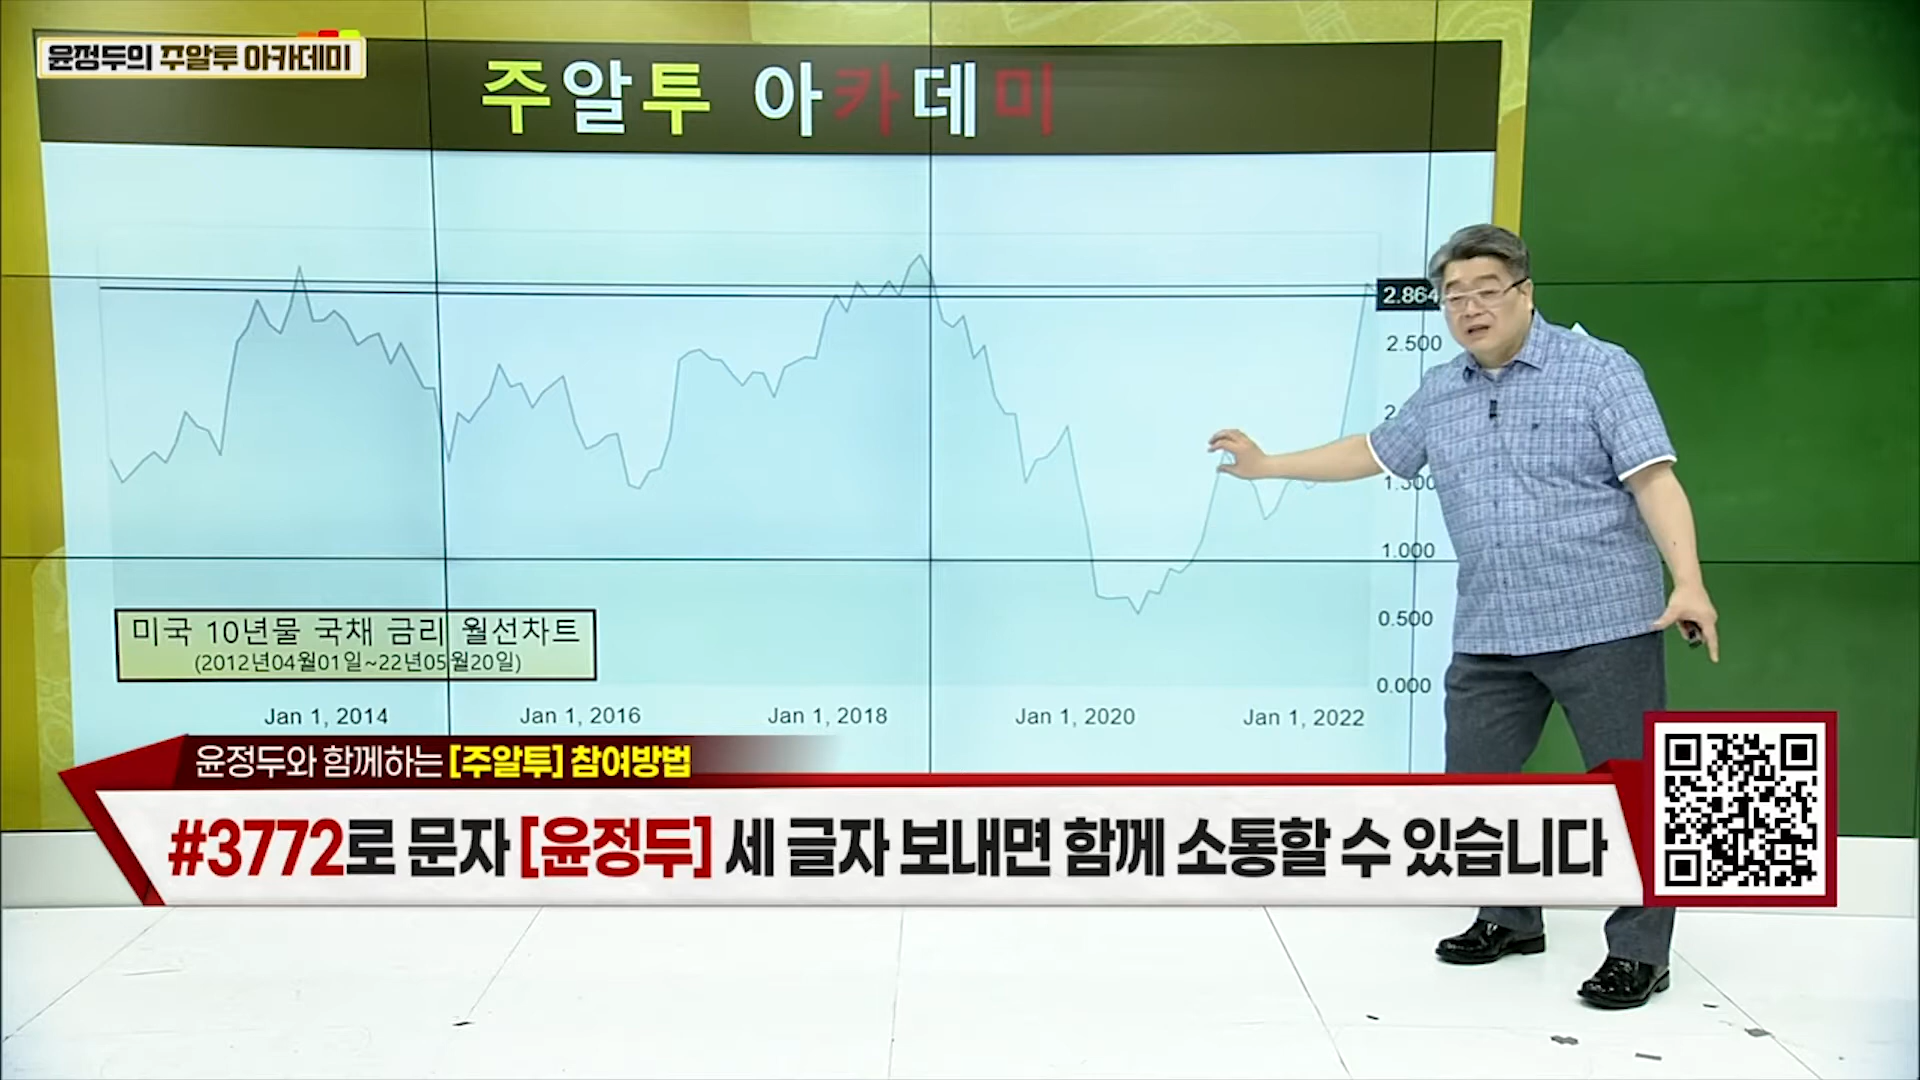 윤정두의 주알투 아카데미
주알투 아카데미
2.864
2.500
2
1.500
1.000
0.500
0.000
미국 10년물 국채 금리 월선차트
(2012년04월01일~22년05월20일)
Jan 1, 2014
Jan 1, 2016
Jan 1, 2018
Jan 1, 2020
Jan 1, 2022
윤정두와 함께하는 [주알투] 참여방법
#3772로 문자 [윤정두] 세 글자 보내면 함께 소통할 수 있습니다